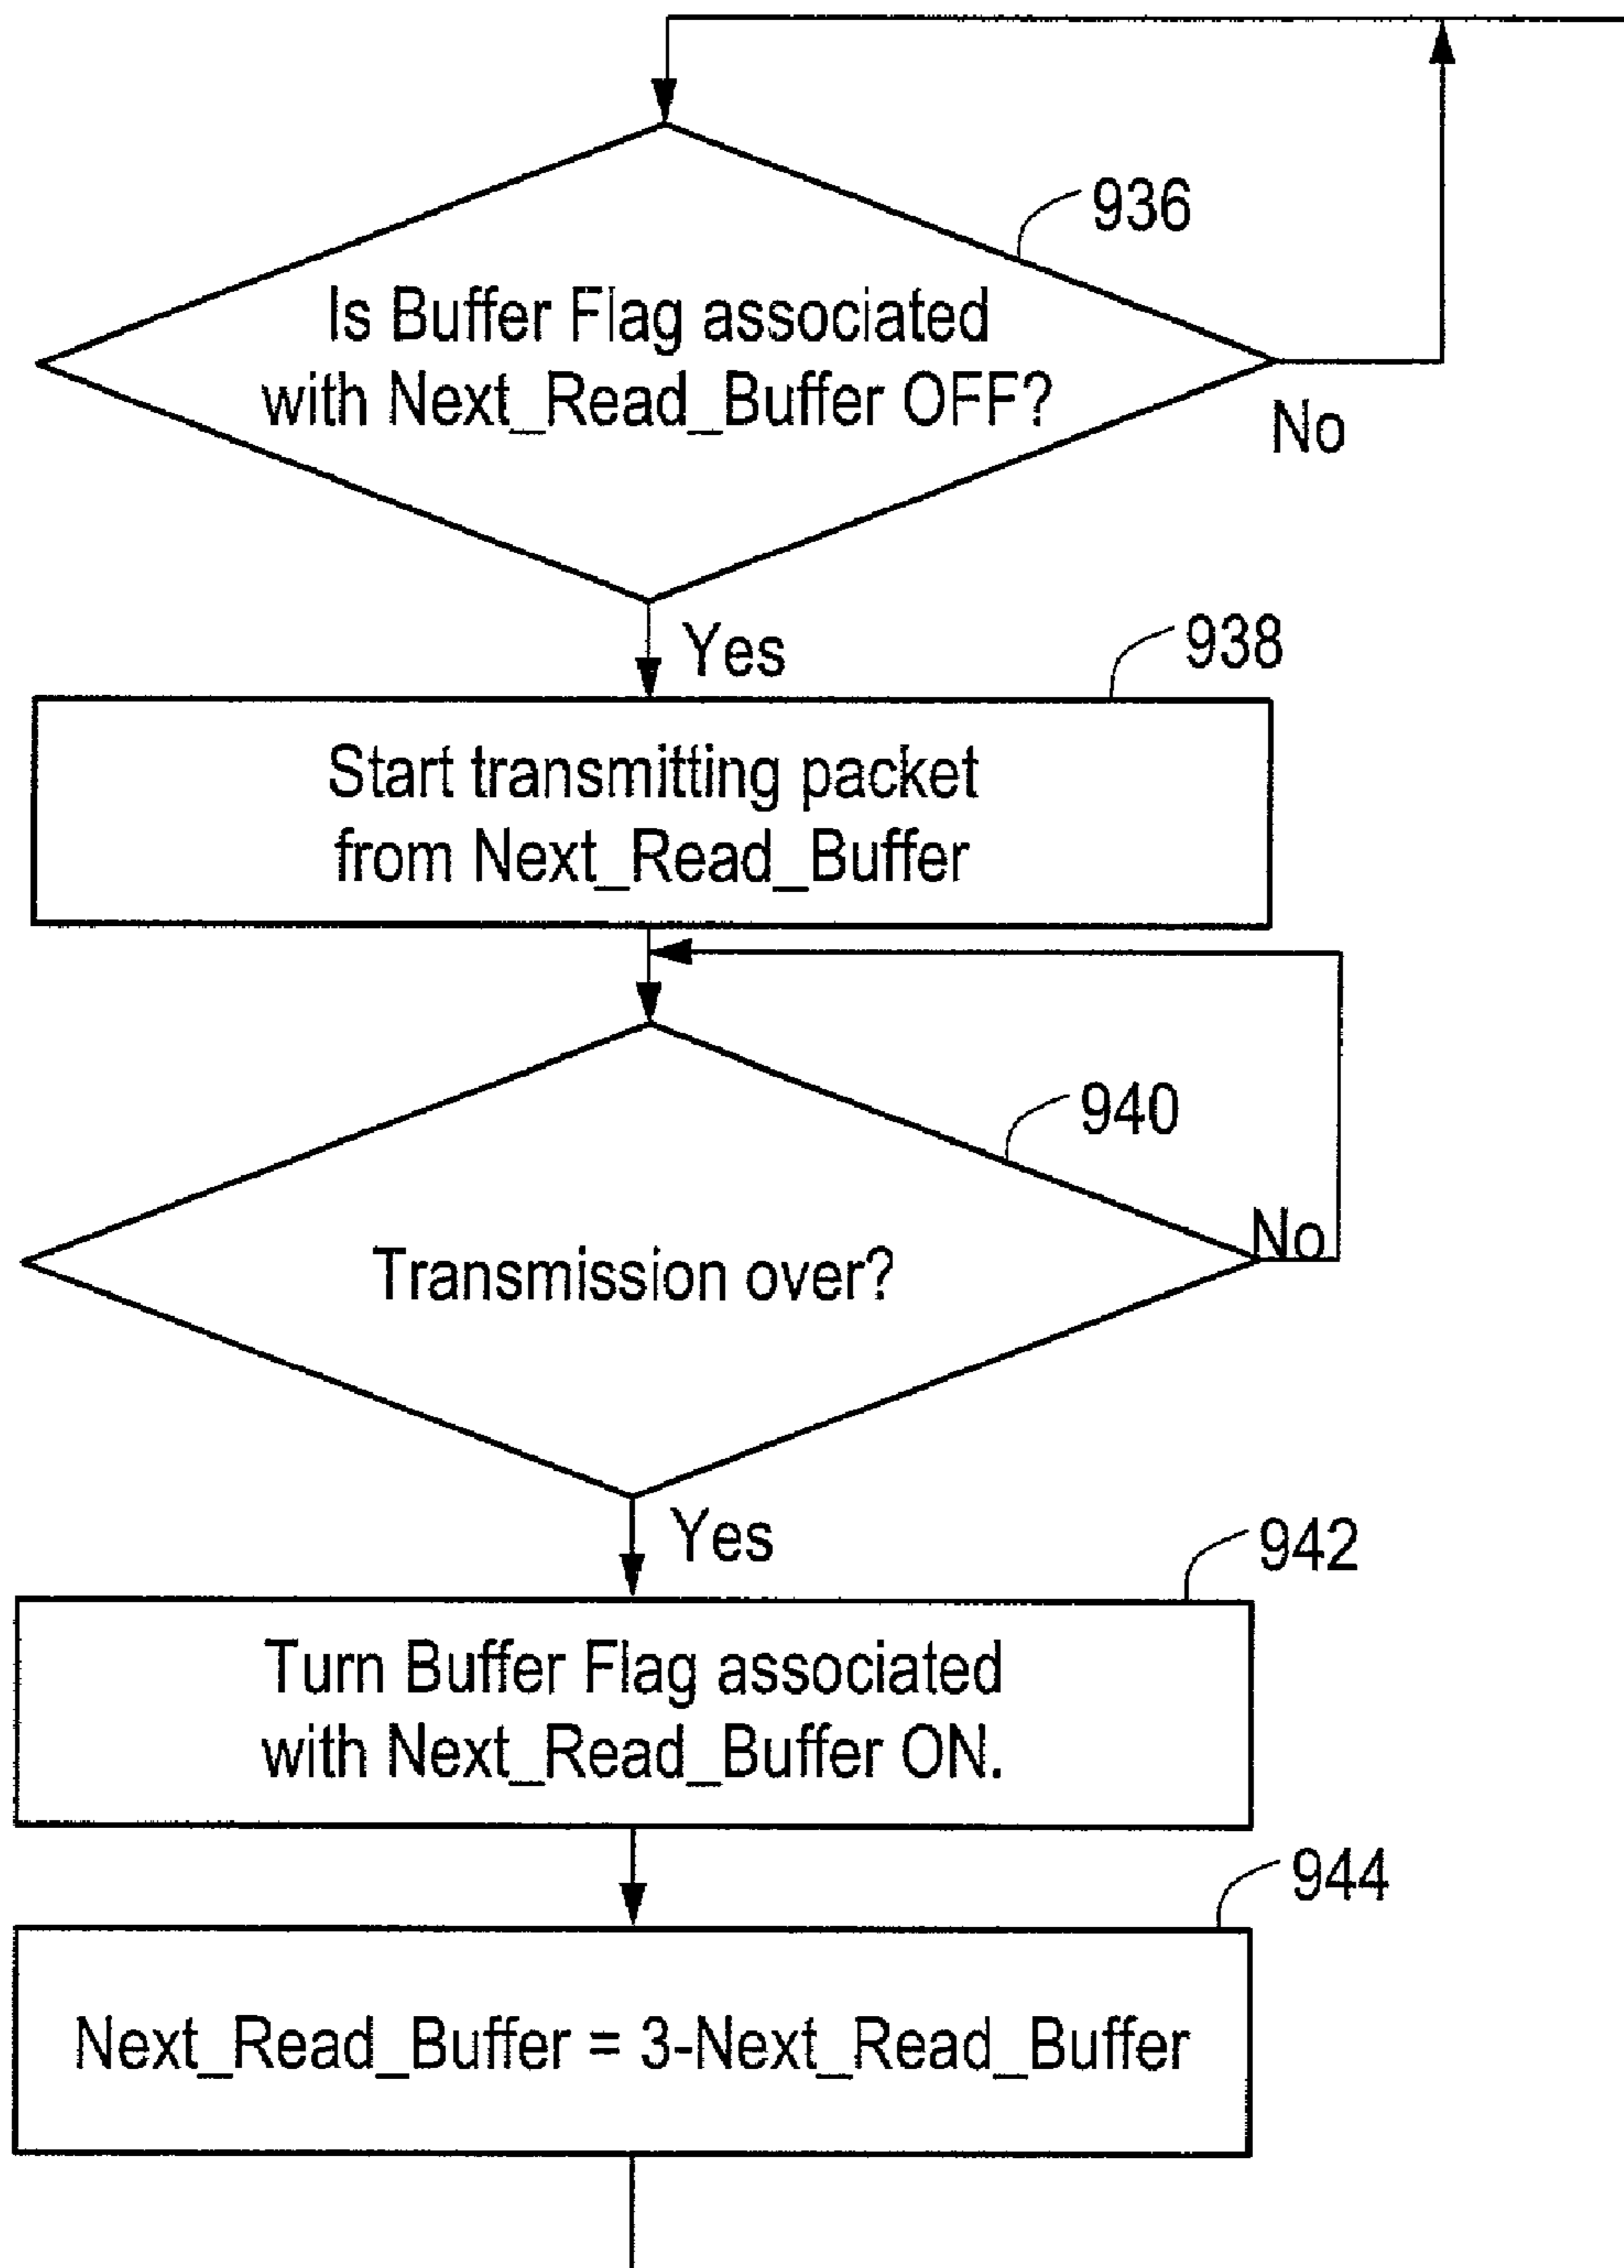 936
Is Buffer Flag associated
with Next_Read_Buffer OFF?
No
Yes
938
Start transmitting packet
from Next_Read_Buffer
940
No
Transmission over?
Yes
942
Turn Buffer Flag associated
with Next_Read_Buffer ON.
944
Next_Read_Buffer = 3-Next_Read_Buffer